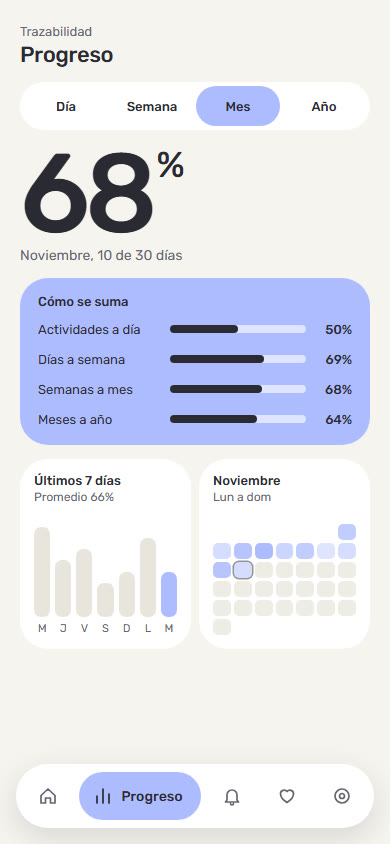 Trazabilidad
Progreso
Día Semana Mes Año
68%
Noviembre, 10 de 30 días
Cómo se suma
Actividades a día 50%
Días a semana 69%
Semanas a mes 68%
Meses a año 64%
Últimos 7 días
Promedio 66%
M J V S D L M
Noviembre
Lun a dom
Progreso